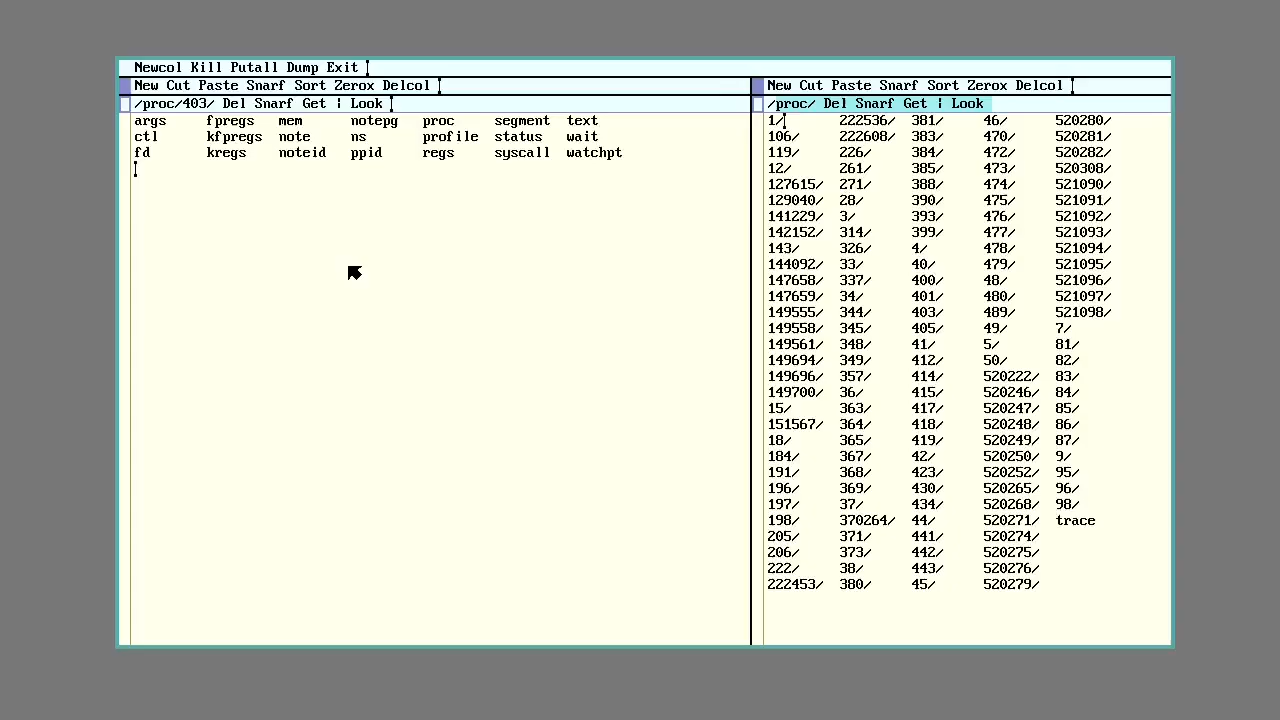 Newcol Kill Putall Dump Exit
New Cut Paste Snarf Sort Zerox Delcol
/proc/403/ Del Snarf Get | Look
args fpregs mem notepg proc segment text
ctl kfpregs note ns profile status wait
fd kregs noteid ppid regs syscall watchpt
New Cut Paste Snarf Sort Zerox Delcol
/proc/ Del Snarf Get | Look
1/ 222536/ 381/ 46/ 520280/
106/ 222608/ 383/ 470/ 520281/
119/ 226/ 384/ 472/ 520282/
12/ 261/ 385/ 473/ 520308/
127615/ 271/ 388/ 474/ 521090/
129040/ 28/ 390/ 475/ 521091/
141229/ 3/ 393/ 476/ 521092/
142152/ 314/ 399/ 477/ 521093/
143/ 326/ 4/ 478/ 521094/
144092/ 33/ 40/ 479/ 521095/
147658/ 337/ 400/ 48/ 521096/
147659/ 34/ 401/ 480/ 521097/
149555/ 344/ 403/ 489/ 521098/
149558/ 345/ 405/ 49/ 7/
149561/ 348/ 41/ 5/ 81/
149694/ 349/ 412/ 50/ 82/
149696/ 357/ 414/ 520222/ 83/
149700/ 36/ 415/ 520246/ 84/
15/ 363/ 417/ 520247/ 85/
151567/ 364/ 418/ 520248/ 86/
18/ 365/ 419/ 520249/ 87/
184/ 367/ 42/ 520250/ 9/
191/ 368/ 423/ 520252/ 95/
196/ 369/ 430/ 520265/ 96/
197/ 37/ 434/ 520268/ 98/
198/ 370264/ 44/ 520271/ trace
205/ 371/ 441/ 520274/
206/ 373/ 442/ 520275/
222/ 38/ 443/ 520276/
222453/ 380/ 45/ 520279/